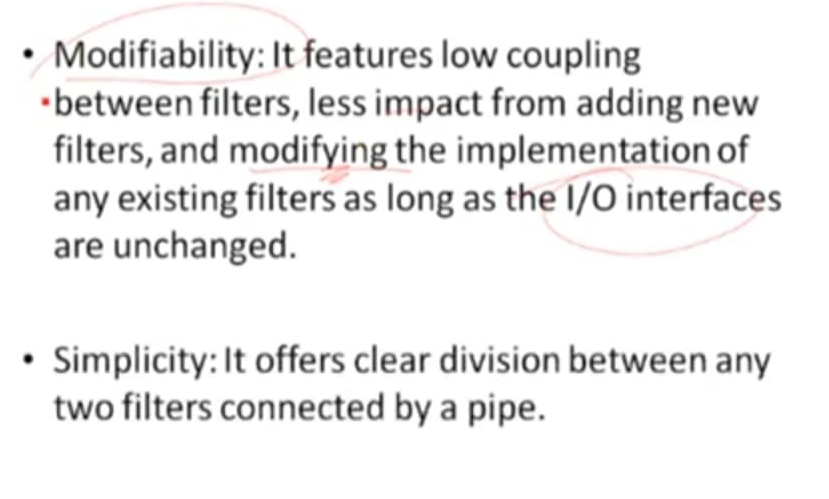 • Modifiability: It features low coupling
between filters, less impact from adding new
filters, and modifying the implementation of
any existing filters as long as the I/O interfaces
are unchanged.
• Simplicity: It offers clear division between any
two filters connected by a pipe.